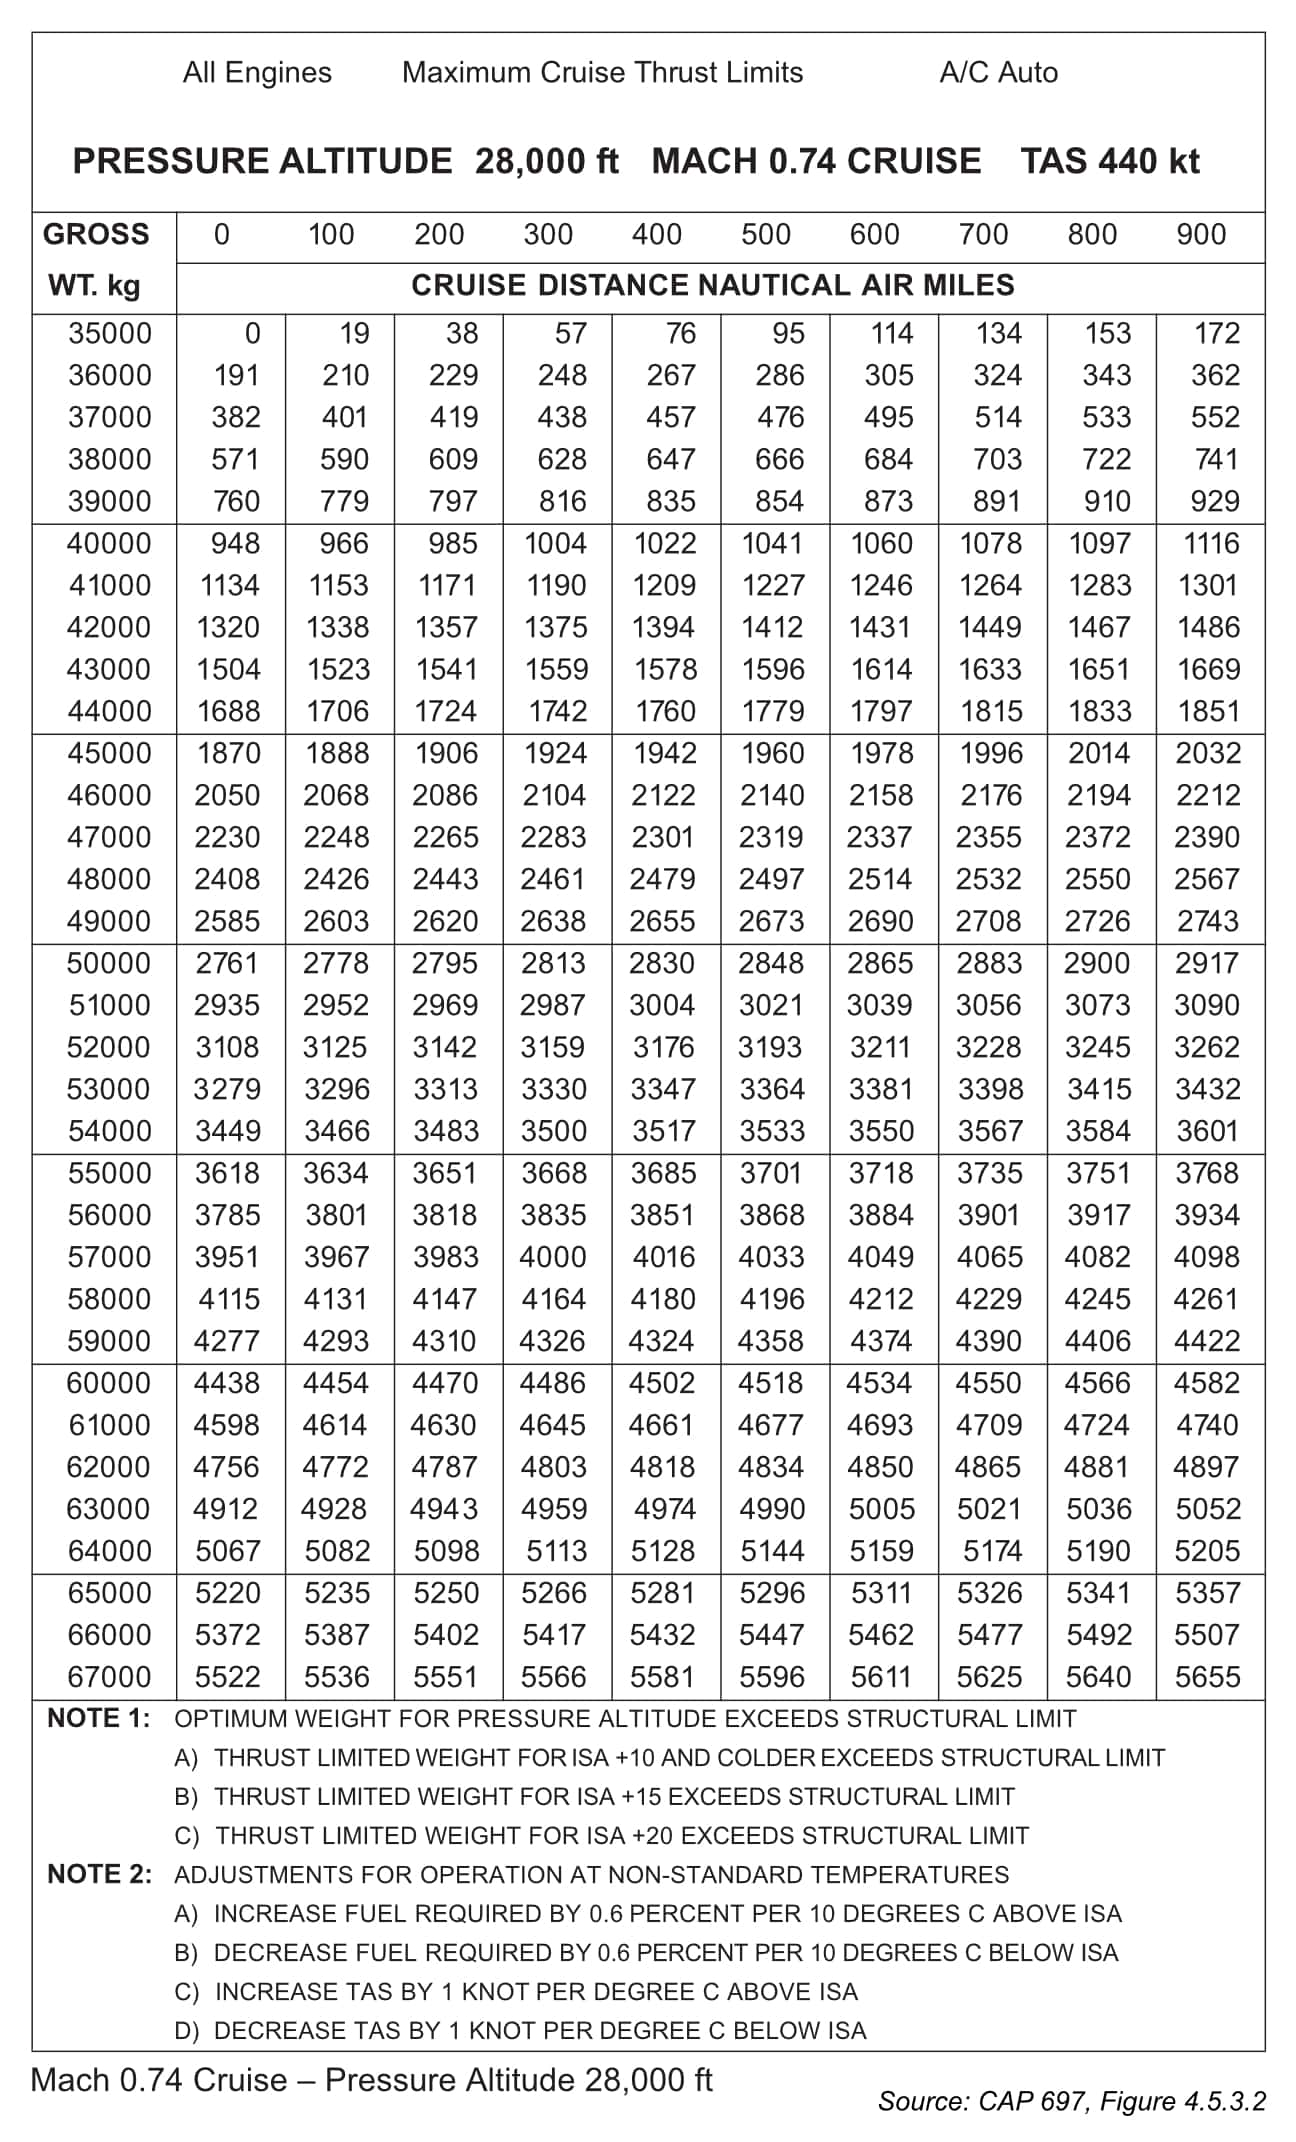 All Engines Maximum Cruise Thrust Limits A/C Auto
PRESSURE ALTITUDE 28,000 ft MACH 0.74 CRUISE TAS 440 kt
GROSS 0 100 200 300 400 500 600 700 800 900
WT. kg CRUISE DISTANCE NAUTICAL AIR MILES
35000 0 19 38 57 76 95 114 134 153 172
36000 191 210 229 248 267 286 305 324 343 362
37000 382 401 419 438 457 476 495 514 533 552
38000 571 590 609 628 647 666 684 703 722 741
39000 760 779 797 816 835 854 873 891 910 929
40000 948 966 985 1004 1022 1041 1060 1078 1097 1116
41000 1134 1153 1171 1190 1209 1227 1246 1264 1283 1301
42000 1320 1338 1357 1375 1394 1412 1431 1449 1467 1486
43000 1504 1523 1541 1559 1578 1596 1614 1633 1651 1669
44000 1688 1706 1724 1742 1760 1779 1797 1815 1833 1851
45000 1870 1888 1906 1924 1942 1960 1978 1996 2014 2032
46000 2050 2068 2086 2104 2122 2140 2158 2176 2194 2212
47000 2230 2248 2265 2283 2301 2319 2337 2355 2372 2390
48000 2408 2426 2443 2461 2479 2497 2514 2532 2550 2567
49000 2585 2603 2620 2638 2655 2673 2690 2708 2726 2743
50000 2761 2778 2795 2813 2830 2848 2865 2883 2900 2917
51000 2935 2952 2969 2987 3004 3021 3039 3056 3073 3090
52000 3108 3125 3142 3159 3176 3193 3211 3228 3245 3262
53000 3279 3296 3313 3330 3347 3364 3381 3398 3415 3432
54000 3449 3466 3483 3500 3517 3533 3550 3567 3584 3601
55000 3618 3634 3651 3668 3685 3701 3718 3735 3751 3768
56000 3785 3801 3818 3835 3851 3868 3884 3901 3917 3934
57000 3951 3967 3983 4000 4016 4033 4049 4065 4082 4098
58000 4115 4131 4147 4164 4180 4196 4212 4229 4245 4261
59000 4277 4293 4310 4326 4324 4358 4374 4390 4406 4422
60000 4438 4454 4470 4486 4502 4518 4534 4550 4566 4582
61000 4598 4614 4630 4645 4661 4677 4693 4709 4724 4740
62000 4756 4772 4787 4803 4818 4834 4850 4865 4881 4897
63000 4912 4928 4943 4959 4974 4990 5005 5021 5036 5052
64000 5067 5082 5098 5113 5128 5144 5159 5174 5190 5205
65000 5220 5235 5250 5266 5281 5296 5311 5326 5341 5357
66000 5372 5387 5402 5417 5432 5447 5462 5477 5492 5507
67000 5522 5536 5551 5566 5581 5596 5611 5625 5640 5655
NOTE 1: OPTIMUM WEIGHT FOR PRESSURE ALTITUDE EXCEEDS STRUCTURAL LIMIT
A) THRUST LIMITED WEIGHT FOR ISA +10 AND COLDER EXCEEDS STRUCTURAL LIMIT
B) THRUST LIMITED WEIGHT FOR ISA +15 EXCEEDS STRUCTURAL LIMIT
C) THRUST LIMITED WEIGHT FOR ISA +20 EXCEEDS STRUCTURAL LIMIT
NOTE 2: ADJUSTMENTS FOR OPERATION AT NON-STANDARD TEMPERATURES
A) INCREASE FUEL REQUIRED BY 0.6 PERCENT PER 10 DEGREES C ABOVE ISA
B) DECREASE FUEL REQUIRED BY 0.6 PERCENT PER 10 DEGREES C BELOW ISA
C) INCREASE TAS BY 1 KNOT PER DEGREE C ABOVE ISA
D) DECREASE TAS BY 1 KNOT PER DEGREE C BELOW ISA
Mach 0.74 Cruise – Pressure Altitude 28,000 ft
Source: CAP 697, Figure 4.5.3.2